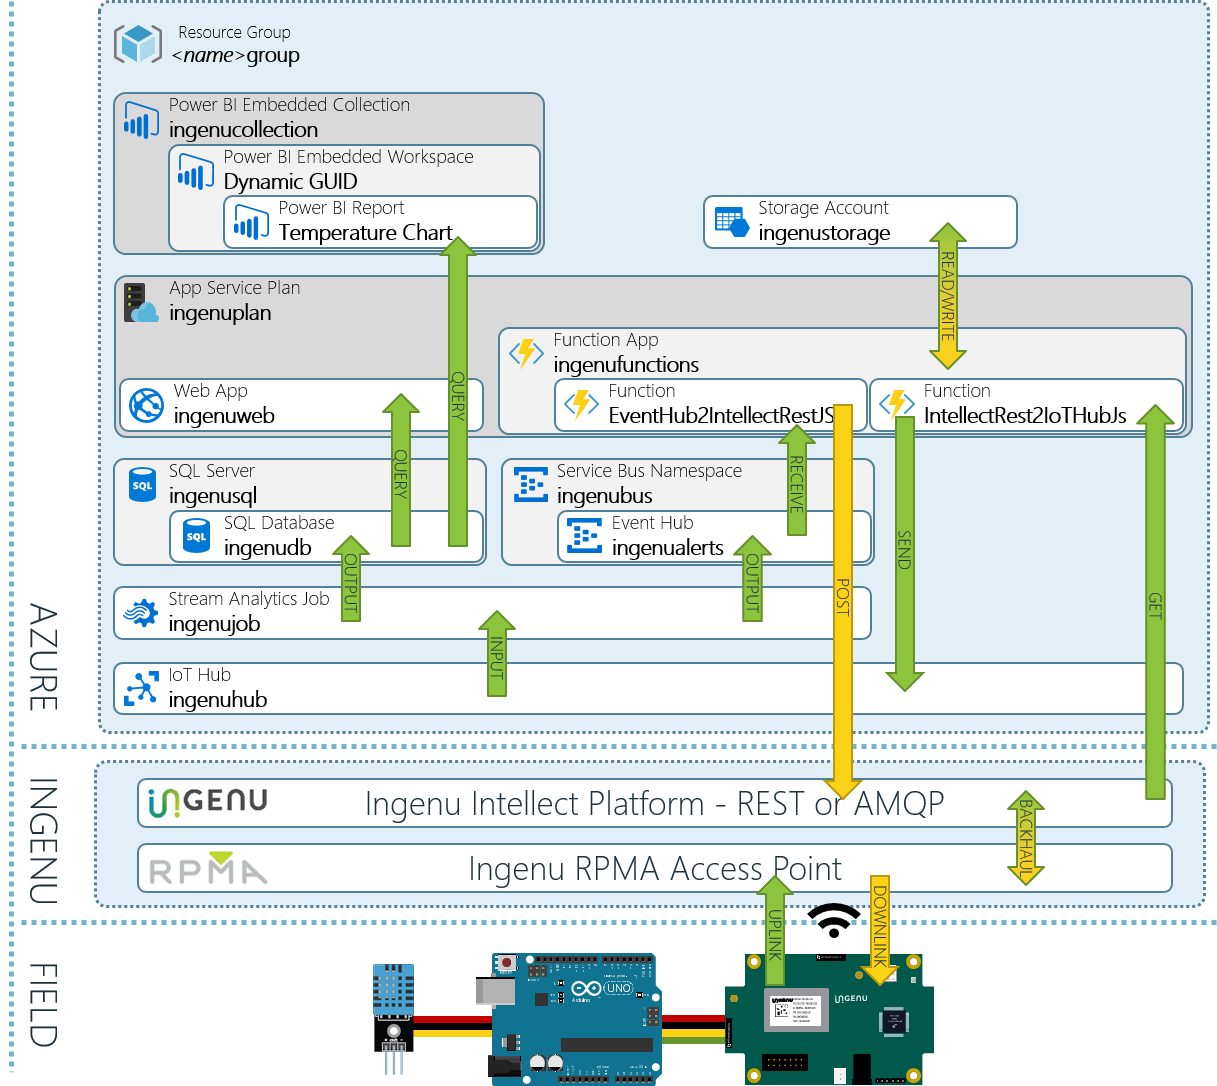 Resource Group
<name>group
Power BI Embedded Collection
ingenucollection
Power BI Embedded Workspace
Dynamic GUID
Power BI Report
Temperature Chart
Storage Account
ingenustorage
READ/WRITE
App Service Plan
ingenuplan
Function App
ingenufunctions
Web App
ingenuweb
Function
EventHub2IntellectRestJS
Function
IntellectRest2IoTHubJs
QUERY
QUERY
RECEIVE
SQL Server
ingenusql
SQL
SQL Database
ingenudb
SQL
Service Bus Namespace
ingenubus
Event Hub
ingenualerts
SEND
POST
GET
OUTPUT
OUTPUT
Stream Analytics Job
ingenujob
INPUT
IoT Hub
ingenuhub
AZURE
INGENU
INGENU
Ingenu Intellect Platform - REST or AMQP
BACKHAUL
RPMA
Ingenu RPMA Access Point
UPLINK
DOWNLINK
FIELD
UNO
Arduino
INGENU